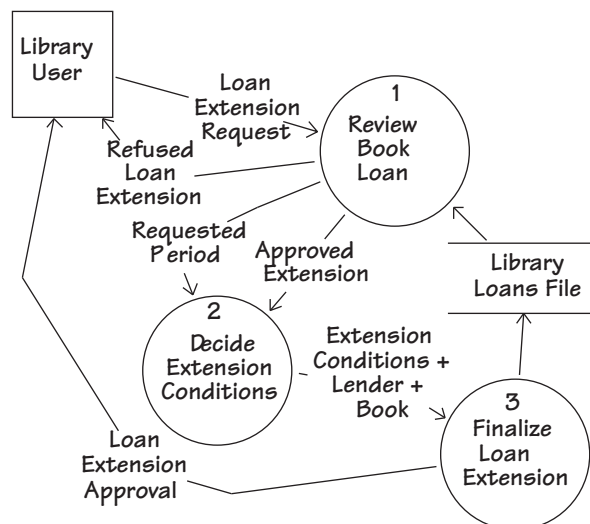 Library
User
Loan
Extension
Request
1
Review
Book
Loan
Refused
Loan
Extension
Requested
Period
Approved
Extension
Library
Loans File
2
Decide
Extension
Conditions
Extension
Conditions +
Lender +
Book
3
Finalize
Loan
Extension
Loan
Extension
Approval